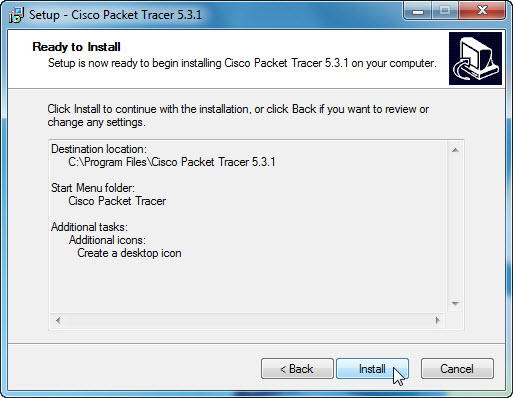 Setup - Cisco Packet Tracer 5.3.1
Ready to Install
Setup is now ready to begin installing Cisco Packet Tracer 5.3.1 on your computer.
Click Install to continue with the installation, or click Back if you want to review or
change any settings.
Destination location:
C:\Program Files\Cisco Packet Tracer 5.3.1
Start Menu folder:
Cisco Packet Tracer
Additional tasks:
Additional icons:
Create a desktop icon
< Back
Install
Cancel